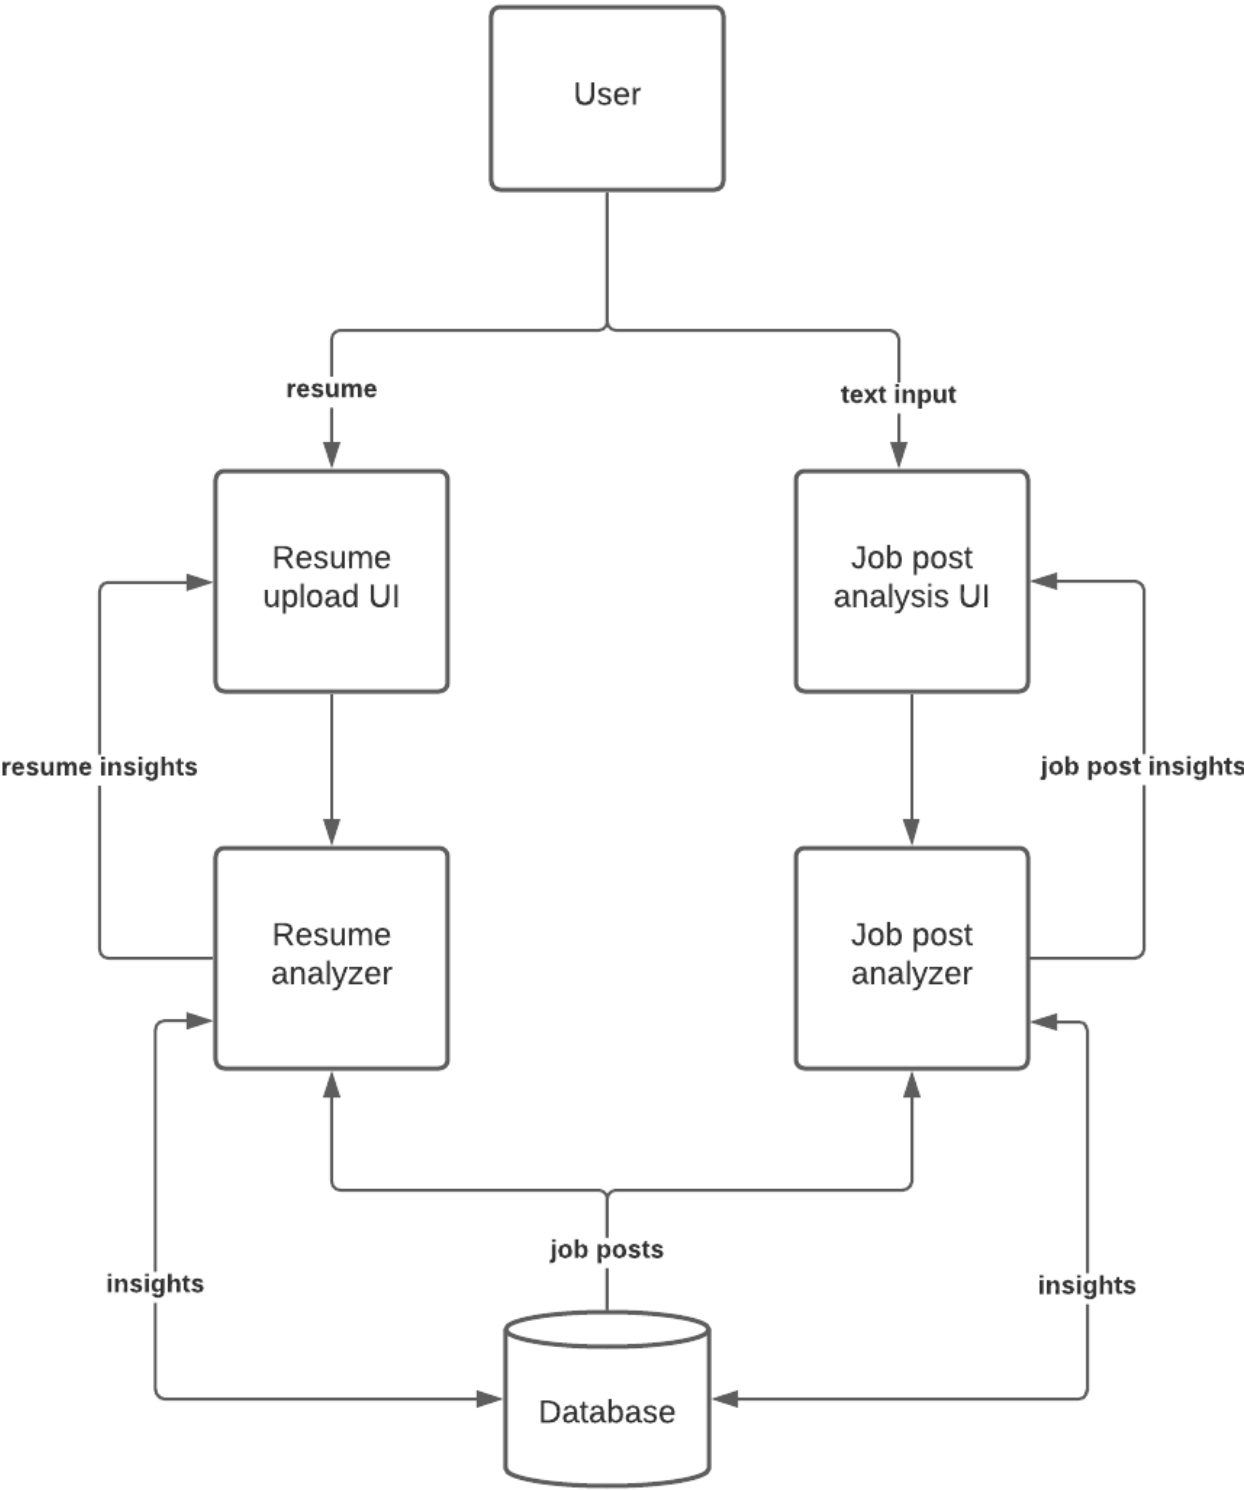 User
resume
text input
Resume
upload UI
Job post
analysis UI
resume insights
job post insights
Resume
analyzer
Job post
analyzer
job posts
insights
insights
Database